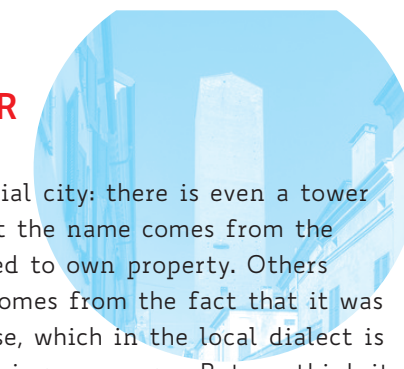 R
ial city: there is even a tower
t the name comes from the
ed to own property. Others
omes from the fact that it was
se, which in the local dialect is